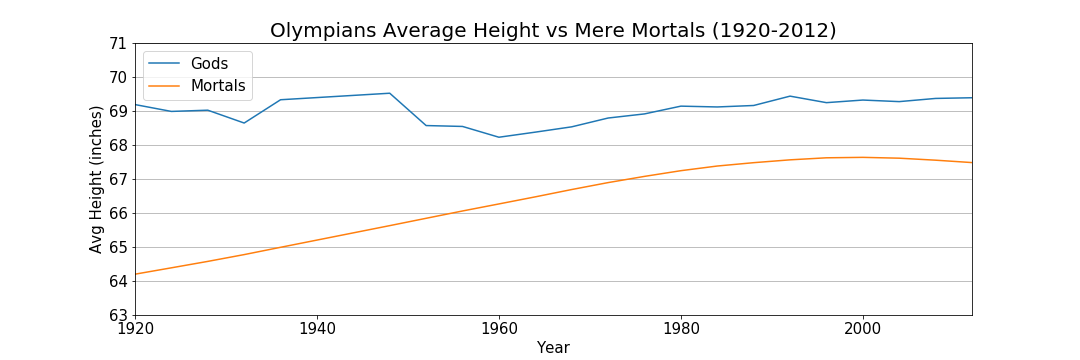 Olympians Average Height vs Mere Mortals (1920-2012)
71
70
69
68
67
66
65
64
63
Avg Height (inches)
Gods
Mortals
1920 1940 1960 1980 2000
Year